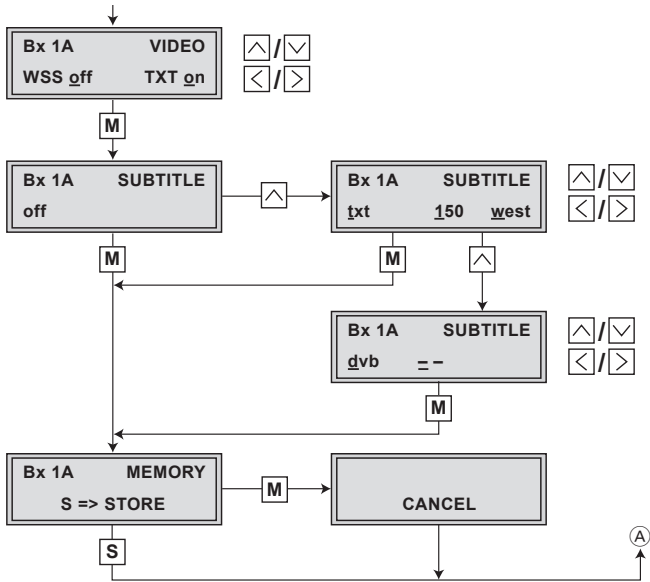 Bx 1A VIDEO
WSS off TXT on
/
/
M
Bx 1A SUBTITLE
off
Bx 1A SUBTITLE
txt 150 west
/
/
M
M
Bx 1A SUBTITLE
dvb – –
/
/
M
Bx 1A MEMORY
S => STORE
M
CANCEL
S
A